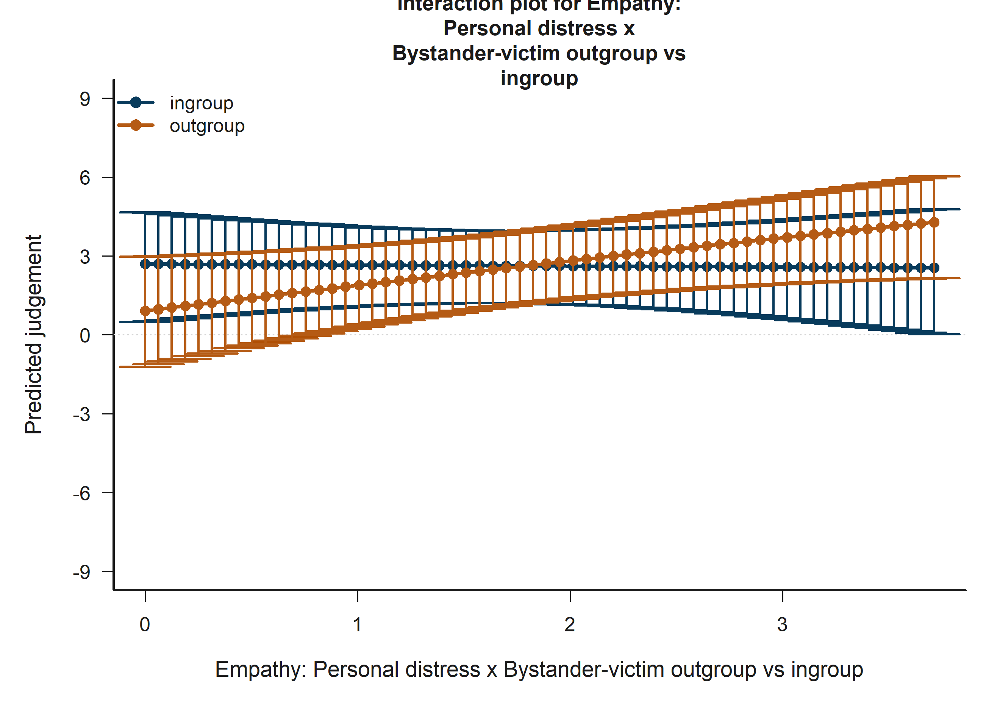 Interaction plot for Empathy:
Personal distress x
Bystander-victim outgroup vs
ingroup
9
ingroup
outgroup
6
3
0
-3
-6
-9
Predicted judgement
0 1 2 3
Empathy: Personal distress x Bystander-victim outgroup vs ingroup